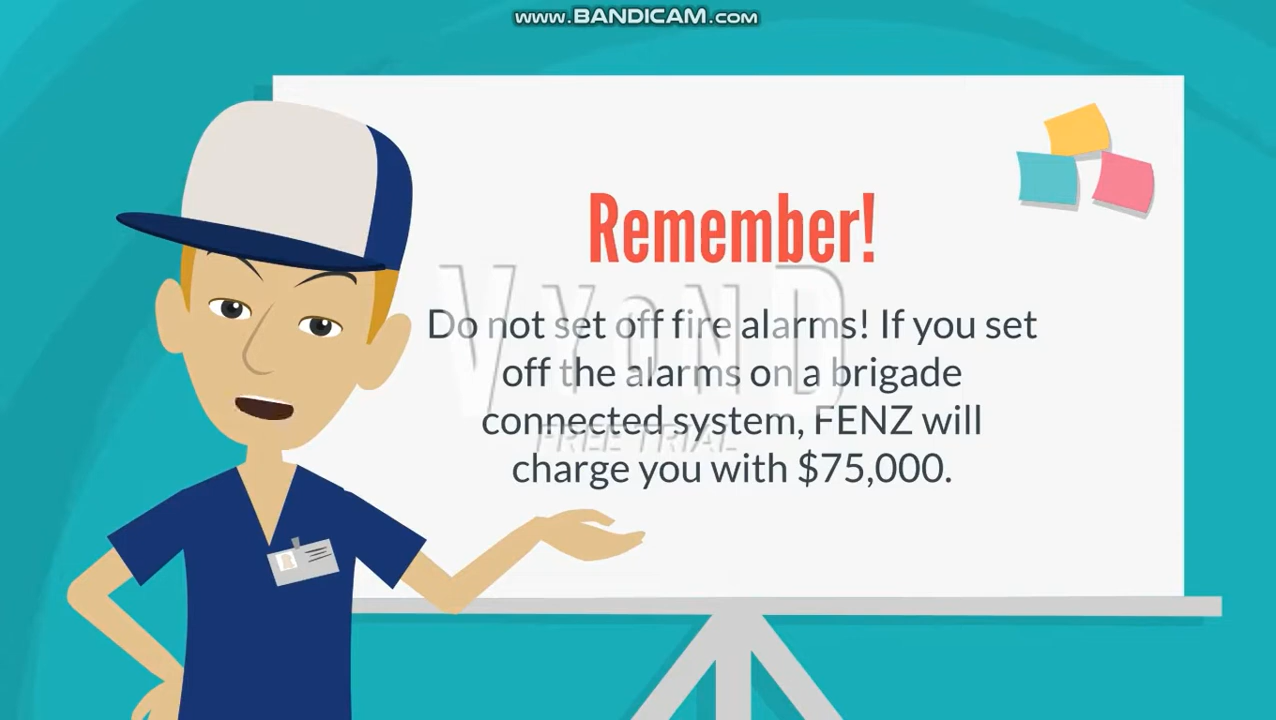 www.BANDICAM.com
Remember!
Do not set off fire alarms! If you set
off the alarms on a brigade
connected system, FENZ will
charge you with $75,000.
VYOND
FREE TRIAL